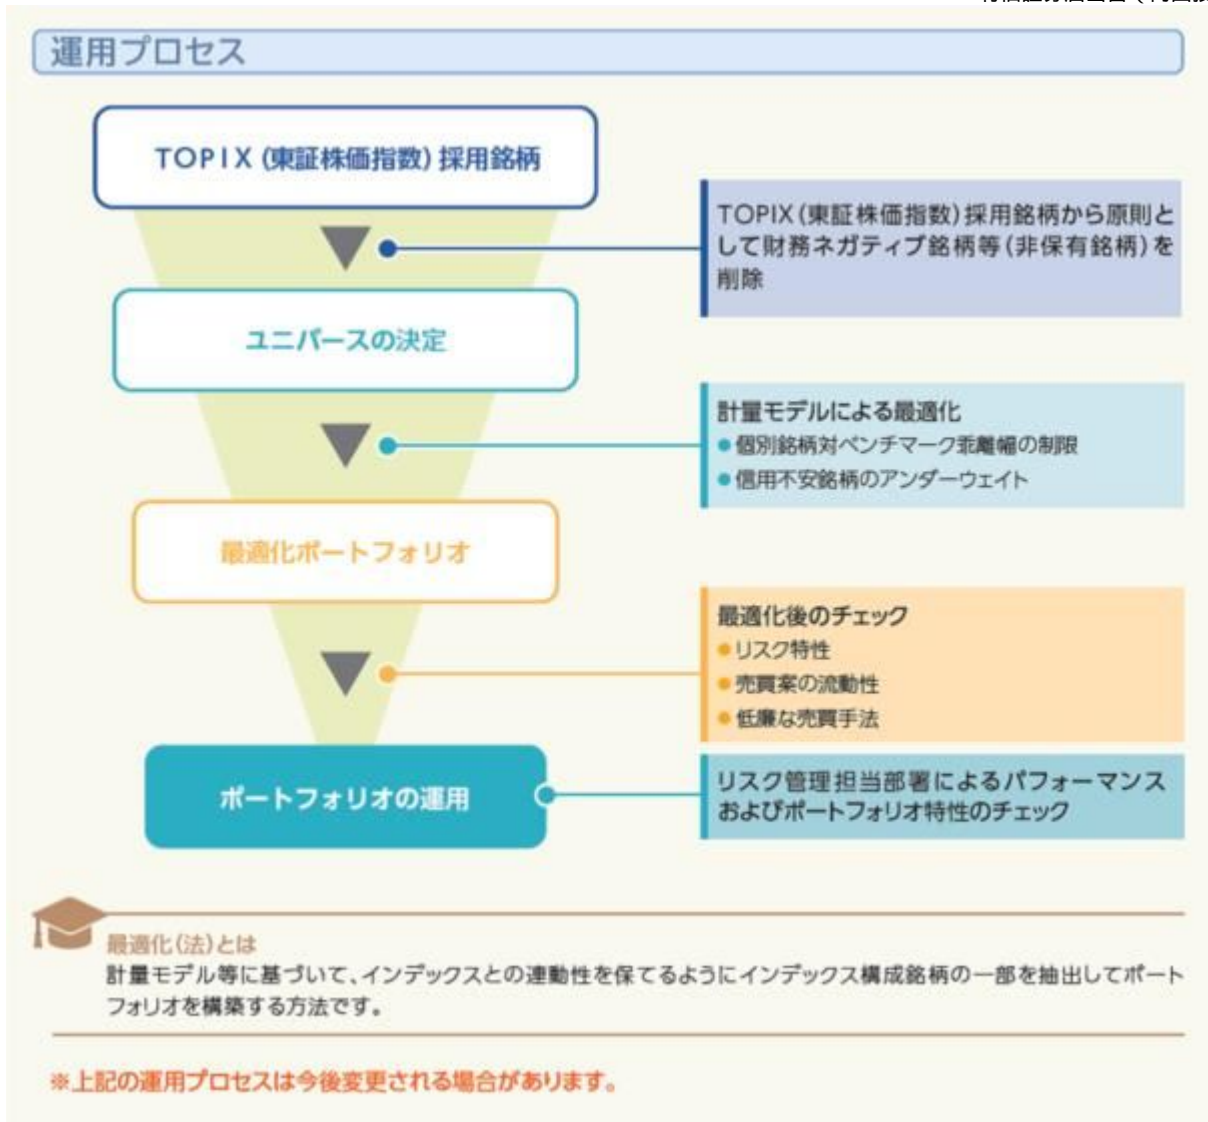 運用プロセス
TOPIX（東証株価指数）採用銘柄
TOPIX（東証株価指数）採用銘柄から原則と
して財務ネガティブ銘柄等（非保有銘柄）を
削除
ユニバースの決定
計量モデルによる最適化
●個別銘柄対ベンチマーク乖離幅の制限
●信用不安銘柄のアンダーウェイト
最適化ポートフォリオ
最適化後のチェック
●リスク特性
●売買案の流動性
●低廉な売買手法
ポートフォリオの運用
リスク管理担当部署によるパフォーマンス
およびポートフォリオ特性のチェック
最適化（法）とは
計量モデル等に基づいて、インデックスとの連動性を保てるようにインデックス構成銘柄の一部を抽出してポート
フォリオを構築する方法です。
※上記の運用プロセスは今後変更される場合があります。